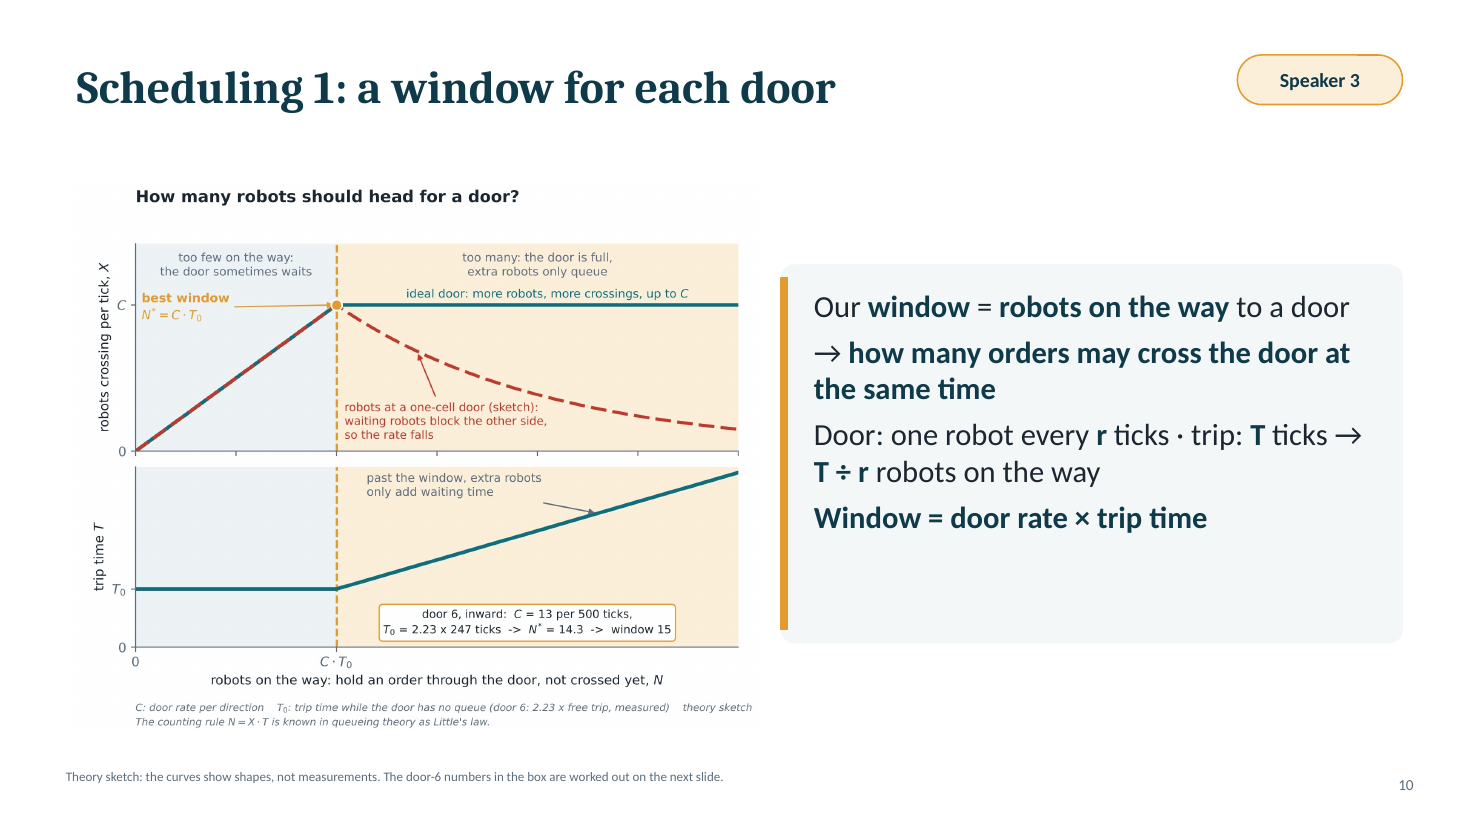 Scheduling 1: a window for each door
Speaker 3
How many robots should head for a door?
too few on the way:
the door sometimes waits
too many: the door is full,
extra robots only queue
best window
N* = C · T₀
ideal door: more robots, more crossings, up to C
robots crossing per tick, X
C
robots at a one-cell door (sketch):
waiting robots block the other side,
so the rate falls
0
past the window, extra robots
only add waiting time
trip time T
T₀
door 6, inward: C = 13 per 500 ticks,
T₀ = 2.23 x 247 ticks -> N* = 14.3 -> window 15
0
0
C · T₀
robots on the way: hold an order through the door, not crossed yet, N
C: door rate per direction T₀: trip time while the door has no queue (door 6: 2.23 x free trip, measured) theory sketch
The counting rule N = X · T is known in queueing theory as Little's law.
Our window = robots on the way to a door
→ how many orders may cross the door at
the same time
Door: one robot every r ticks · trip: T ticks →
T ÷ r robots on the way
Window = door rate × trip time
Theory sketch: the curves show shapes, not measurements. The door-6 numbers in the box are worked out on the next slide.
10